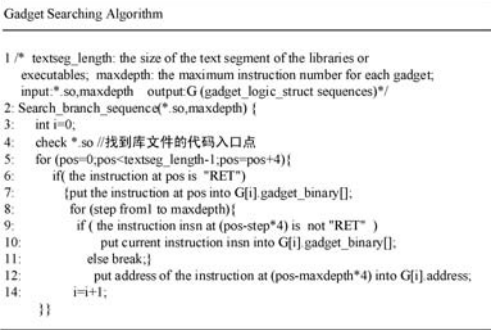 Gadget Searching Algorithm
1 /* textseg_length: the size of the text segment of the libraries or
executables; maxdepth: the maximum instruction number for each gadget;
input:*.so,maxdepth output:G (gadget_logic_struct sequences)*/
2: Search_branch_sequence(*.so,maxdepth) {
3: int i=0;
4: check *.so //找到库文件的代码入口点
5: for (pos=0;pos<textseg_length-1;pos=pos+4){
6: if( the instruction at pos is "RET")
7: {put the instruction at pos into G[i].gadget_binary[];
8: for (step from1 to maxdepth){
9: if ( the instruction insn at (pos-step*4) is not "RET" )
10: put current instruction insn into G[i].gadget_binary[];
11: else break;}
12: put address of the instruction at (pos-maxdepth*4) into G[i].address;
14: i=i+1;
}}